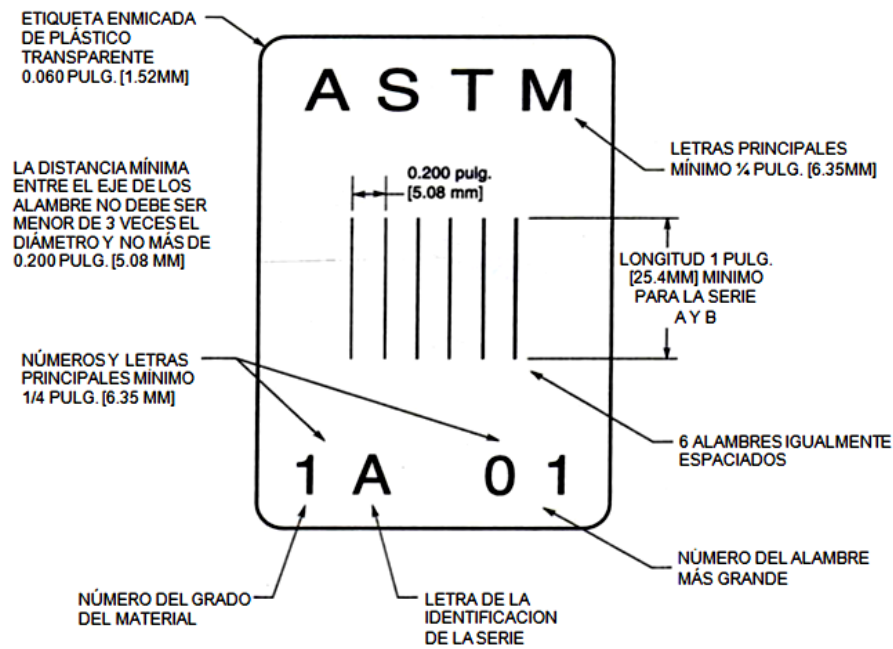 ETIQUETA ENMICADA
DE PLÁSTICO
TRANSPARENTE
0.060 PULG. [1.52MM]
A S T M
LETRAS PRINCIPALES
MÍNIMO ¼ PULG. [6.35MM]
0.200 pulg.
[5.08 mm]
LA DISTANCIA MÍNIMA
ENTRE EL EJE DE LOS
ALAMBRE NO DEBE SER
MENOR DE 3 VECES EL
DIÁMETRO Y NO MÁS DE
0.200 PULG. [5.08 MM]
LONGITUD 1 PULG.
[25.4MM] MINIMO
PARA LA SERIE
A Y B
NÚMEROS Y LETRAS
PRINCIPALES MÍNIMO
1/4 PULG. [6.35 MM]
6 ALAMBRES IGUALMENTE
ESPACIADOS
1 A 0 1
NÚMERO DEL ALAMBRE
MÁS GRANDE
NÚMERO DEL GRADO
DEL MATERIAL
LETRA DE LA
IDENTIFICACION
DE LA SERIE